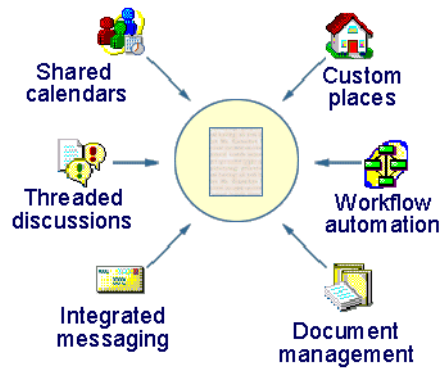 Shared
calendars
Custom
places
Threaded
discussions
Workflow
automation
Integrated
messaging
Document
management